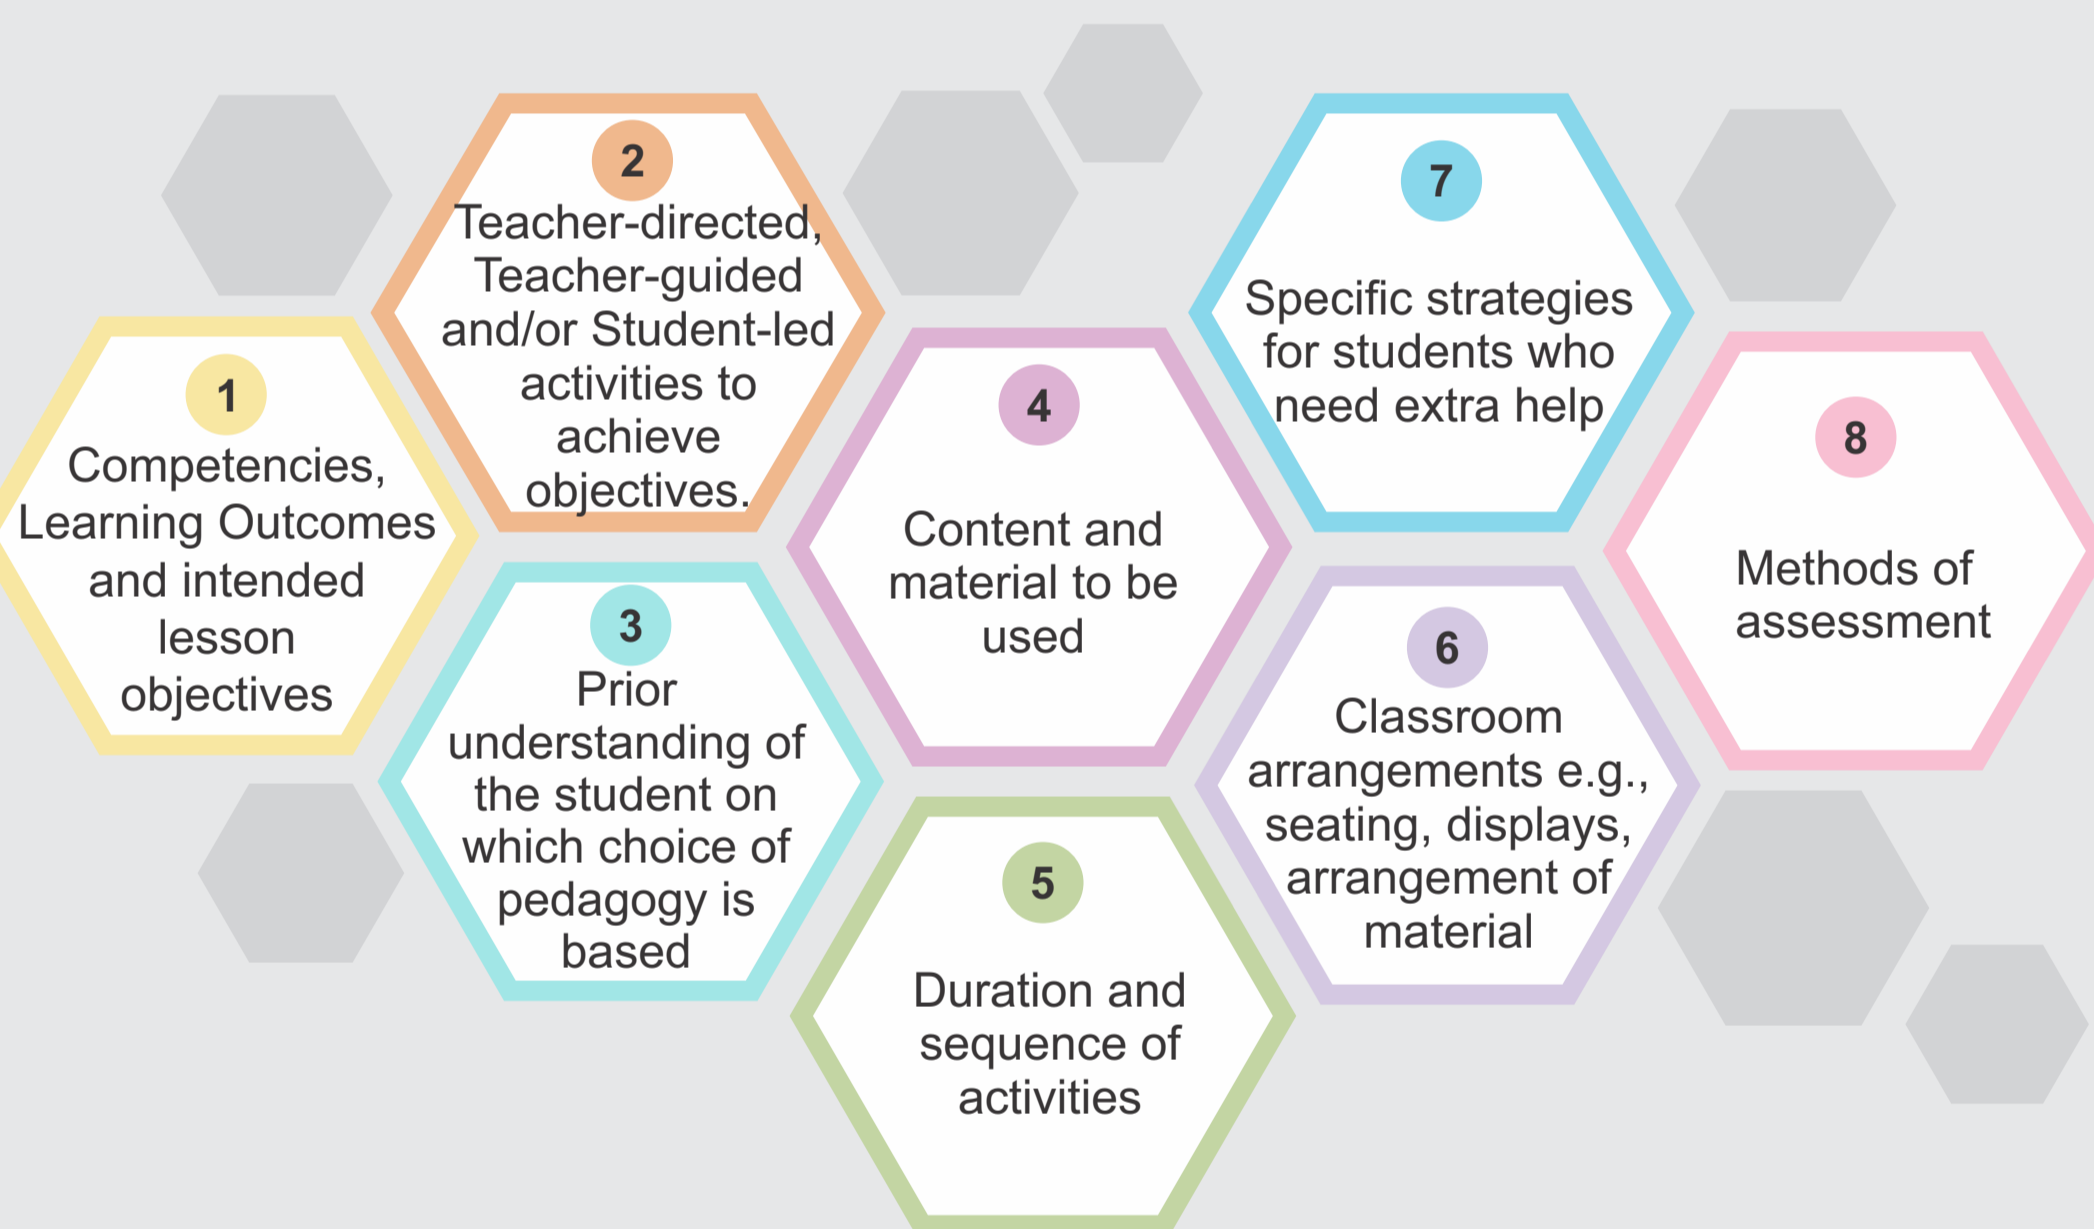 1
Competencies,
Learning Outcomes
and intended
lesson
objectives
2
Teacher-directed,
Teacher-guided
and/or Student-led
activities to
achieve
objectives.
3
Prior
understanding of
the student on
which choice of
pedagogy is
based
4
Content and
material to be
used
5
Duration and
sequence of
activities
6
Classroom
arrangements e.g.,
seating, displays,
arrangement of
material
7
Specific strategies
for students who
need extra help
8
Methods of
assessment